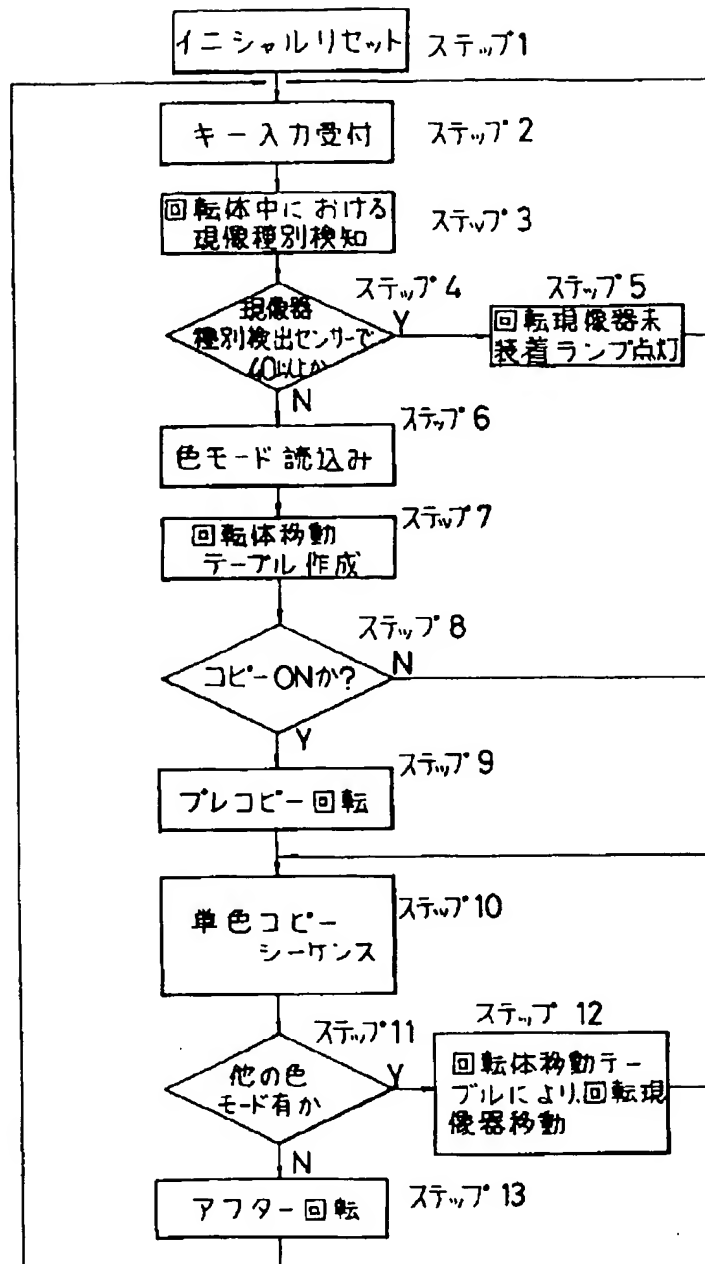 イニシャルリセット
ステップ1
キー入力受付
ステップ2
回転体中における
現像種別検知
ステップ3
ステップ4
現像器
種別検出センサーで
60以上か
Y
N
ステップ5
回転現像器未
装着ランプ点灯
ステップ6
色モード読込み
ステップ7
回転体移動
テーブル作成
ステップ8
コピーONか?
N
Y
ステップ9
プレコピー回転
ステップ10
単色コピー
シーケンス
ステップ11
他の色
モード有か
Y
N
ステップ12
回転体移動テー
ブルにより、回転現
像器移動
ステップ13
アフター回転